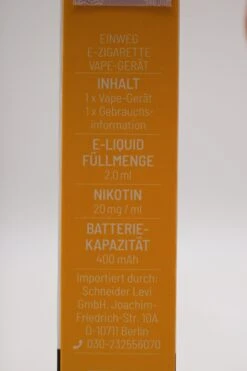 EINWEG
E-ZIGARETTE
VAPE-GERÄT
INHALT
1 x Vape-Gerät
1 x Gebrauchs-
information
E-LIQUID
FÜLLMENGE
2,0 ml
NIKOTIN
20 mg / ml
BATTERIE-
KAPAZITÄT
400 mAh
importiert durch:
Schneider Levi
GmbH, Joachim-
Friedrich-Str. 10A
D-10711 Berlin
030-232556070